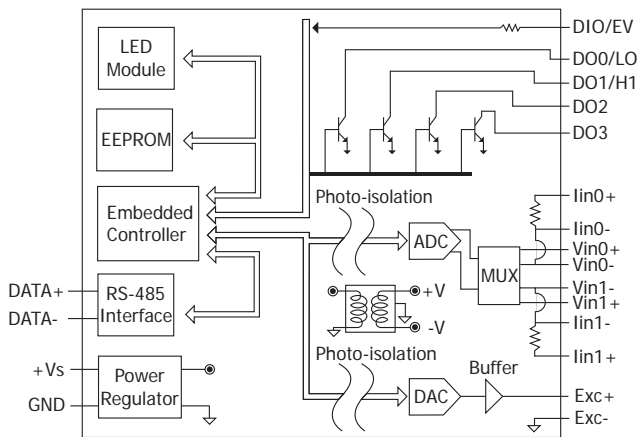 LED
Module
EEPROM
Embedded
Controller
DATA+
DATA-
RS-485
Interface
+Vs
GND
Power
Regulator
DIO/EV
DO0/LO
DO1/H1
DO2
DO3
Photo-isolation
ADC
MUX
Iin0+
Iin0-
Vin0+
Vin0-
Vin1-
Vin1+
Iin1-
Iin1+
+V
-V
Photo-isolation
DAC
Buffer
Exc+
Exc-